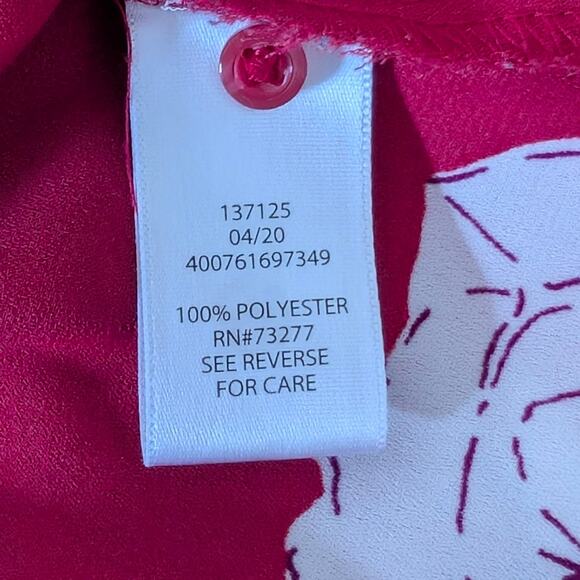 137125
04/20
400761697349
100% POLYESTER
RN#73277
SEE REVERSE
FOR CARE